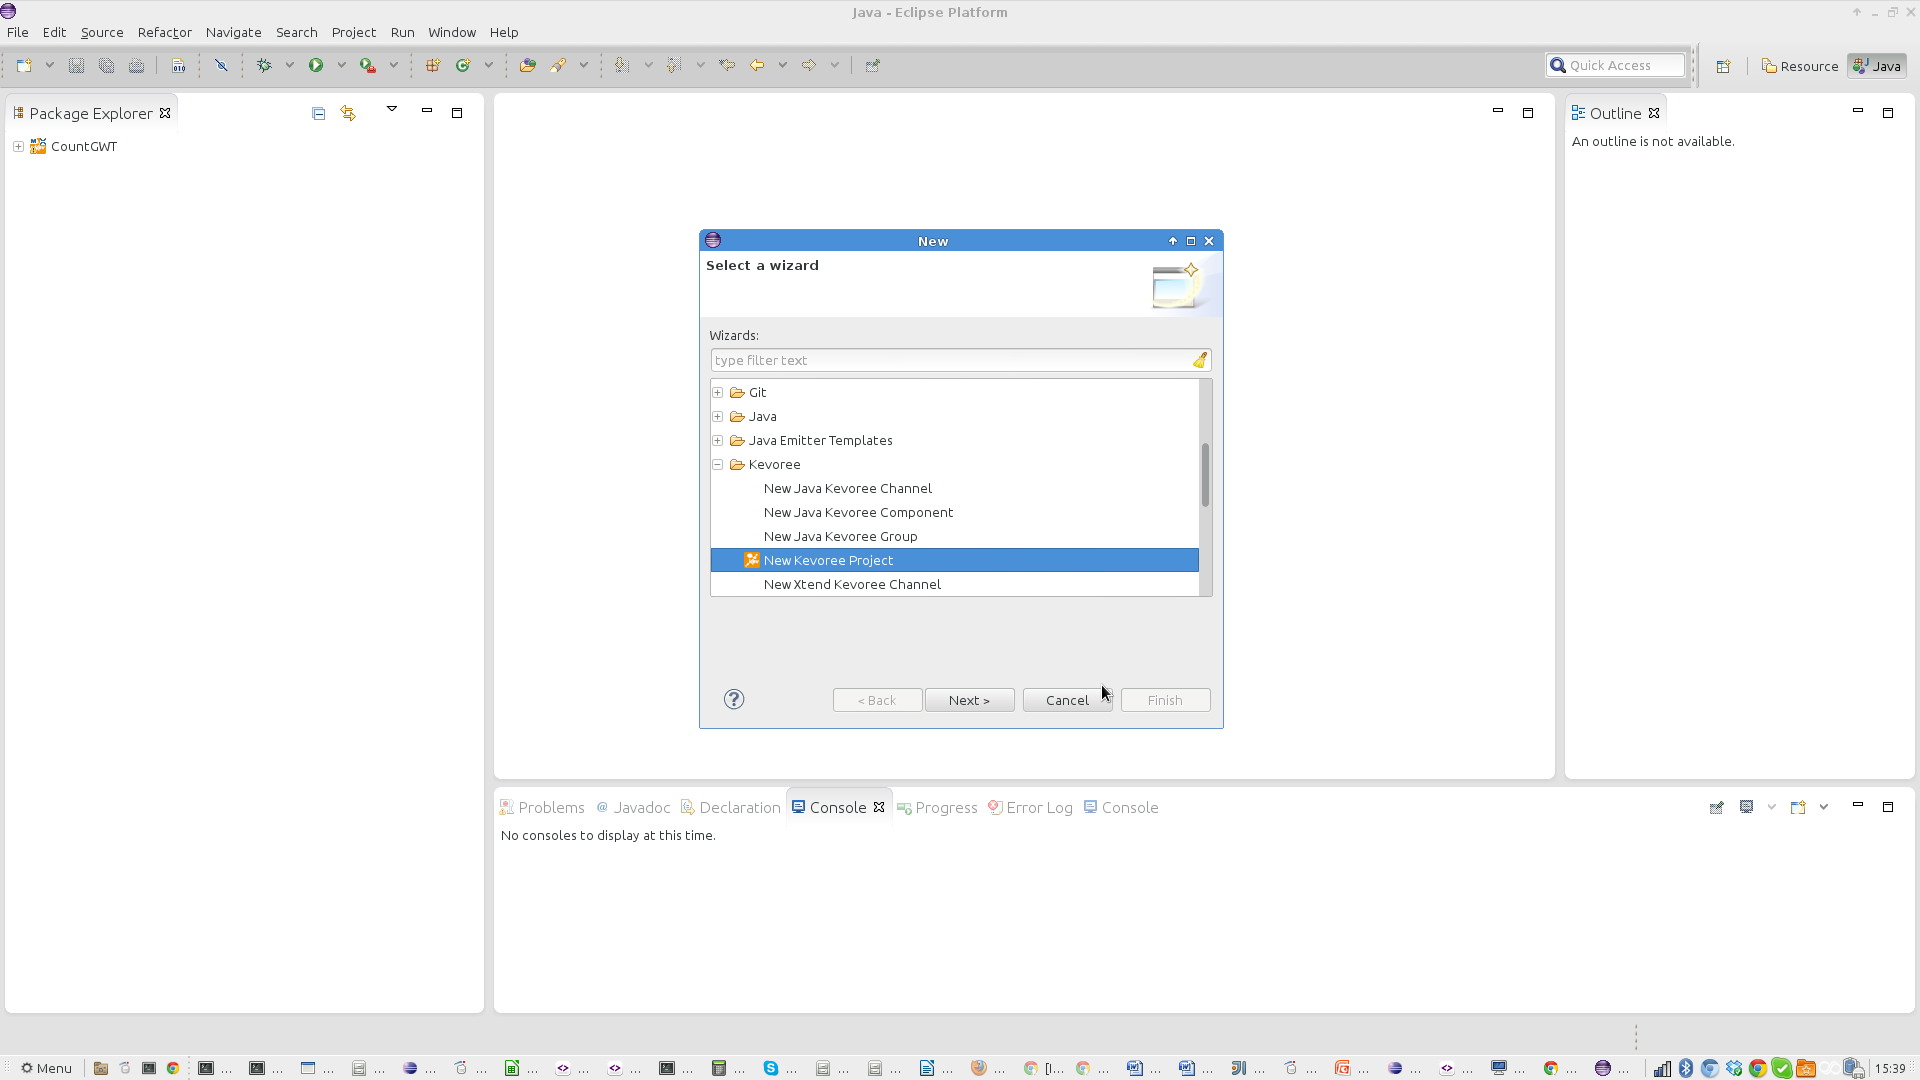 Java - Eclipse Platform
File Edit Source Refactor Navigate Search Project Run Window Help
Quick Access Resource Java
Package Explorer
CountGWT
Outline
An outline is not available.
New
Select a wizard
Wizards:
type filter text
Git
Java
Java Emitter Templates
Kevoree
New Java Kevoree Channel
New Java Kevoree Component
New Java Kevoree Group
New Kevoree Project
New Xtend Kevoree Channel
? < Back Next > Cancel Finish
Problems @ Javadoc Declaration Console Progress Error Log Console
No consoles to display at this time.
Menu ... ... ... ... ... ... ... ... ... ... ... ... ... ... ... ... [... ... ... ... ... ... ... ... ... ... ... ... 15:39